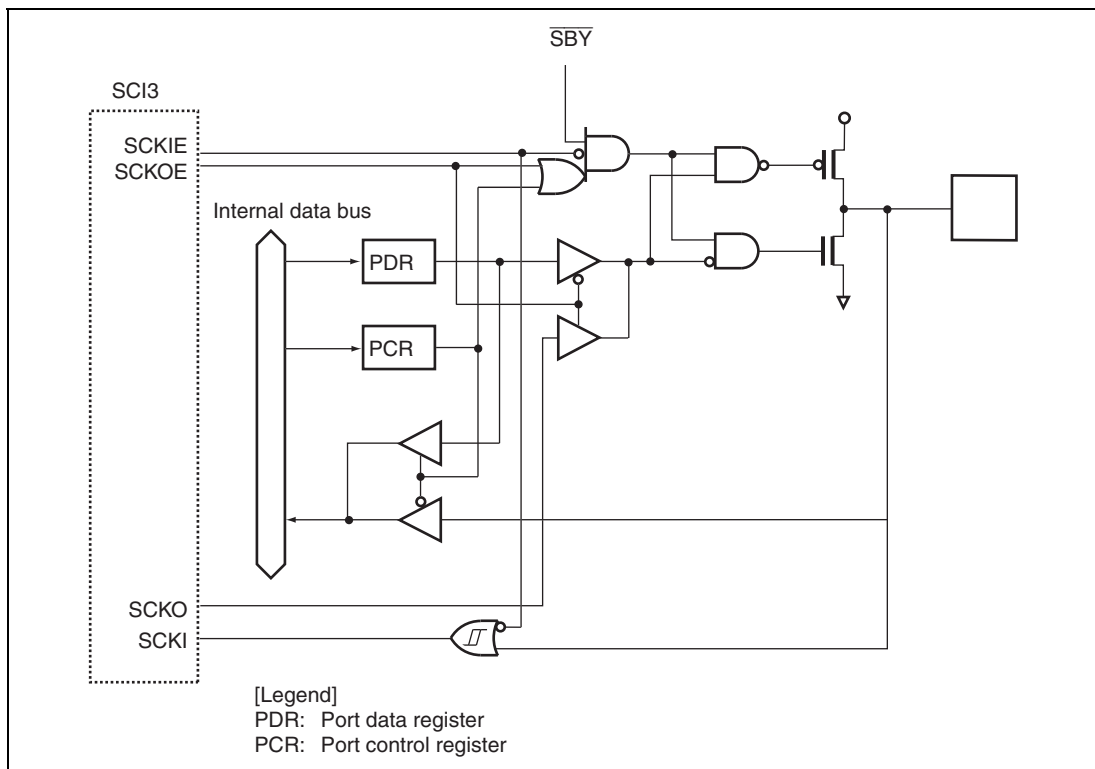 S̅B̅Y̅
SCI3
SCKIE
SCKOE
Internal data bus
PDR
PCR
SCKO
SCKI
[Legend]
PDR: Port data register
PCR: Port control register